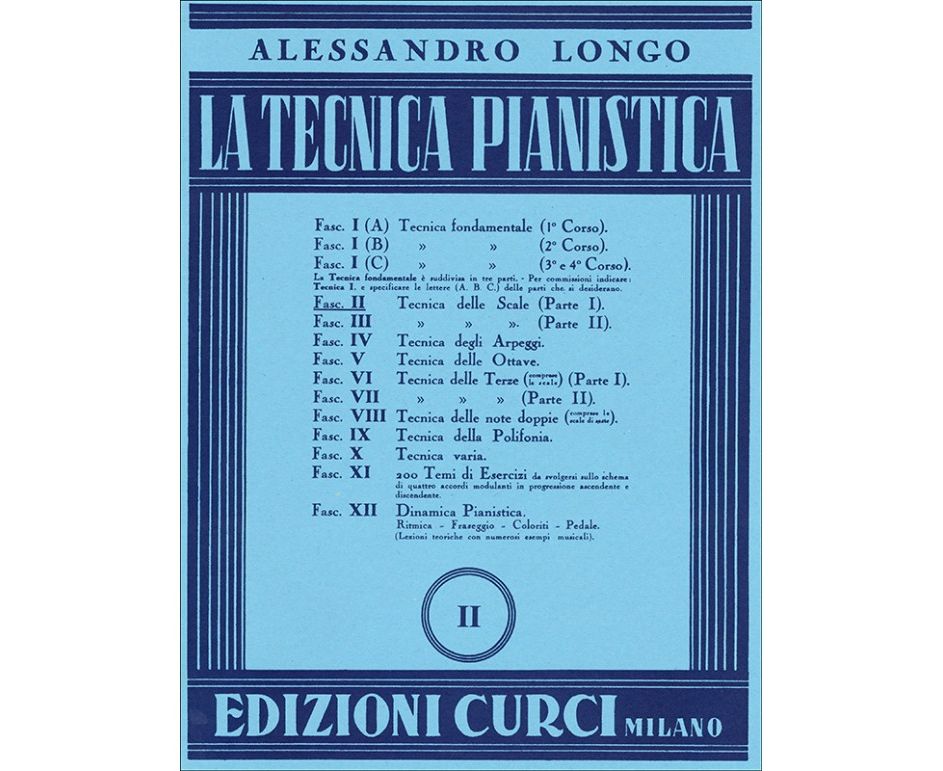 ALESSANDRO LONGO
LA TECNICA PIANISTICA
Fasc. I (A) Tecnica fondamentale (1º Corso).
Fasc. I (B) » » (2º Corso).
Fasc. I (C) » » (3º e 4º Corso).
La Tecnica fondamentale è suddivisa in tre parti. - Per commissioni indicare:
Tecnica I. e specificare le lettere (A. B. C.) delle parti che si desiderano.
Fasc. II Tecnica delle Scale (Parte I).
Fasc. III » » ». (Parte II).
Fasc. IV Tecnica degli Arpeggi.
Fasc. V Tecnica delle Ottave.
Fasc. VI Tecnica delle Terze (comprese le scale) (Parte I).
Fasc. VII » » » (Parte II).
Fasc. VIII Tecnica delle note doppie (comprese le scale di seste).
Fasc. IX Tecnica della Polifonia.
Fasc. X Tecnica varia.
Fasc. XI 200 Temi di Esercizi da svolgersi sullo schema
di quattro accordi modulanti in progressione ascendente e
discendente.
Fasc. XII Dinamica Pianistica.
Ritmica - Fraseggio - Coloriti - Pedale.
(Lezioni teoriche con numerosi esempi musicali).
II
EDIZIONI CURCI MILANO